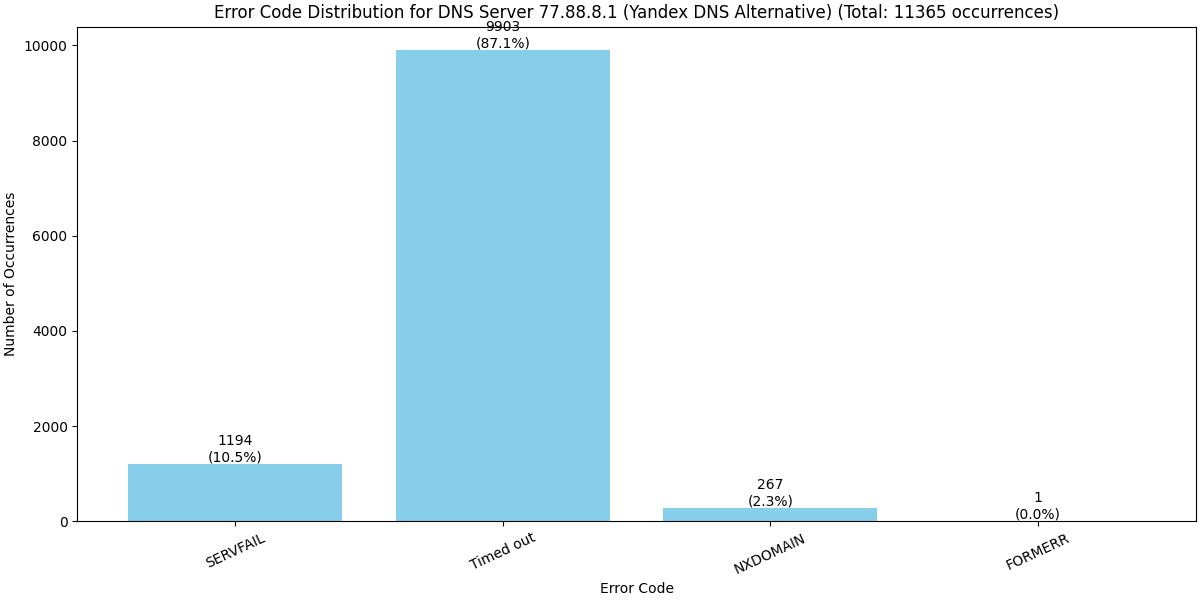 Error Code Distribution for DNS Server 77.88.8.1 (Yandex DNS Alternative) (Total: 11365 occurrences)
Number of Occurrences
10000
8000
6000
4000
2000
0
1194
(10.5%)
9903
(87.1%)
267
(2.3%)
1
(0.0%)
SERVFAIL
Timed out
NXDOMAIN
FORMERR
Error Code